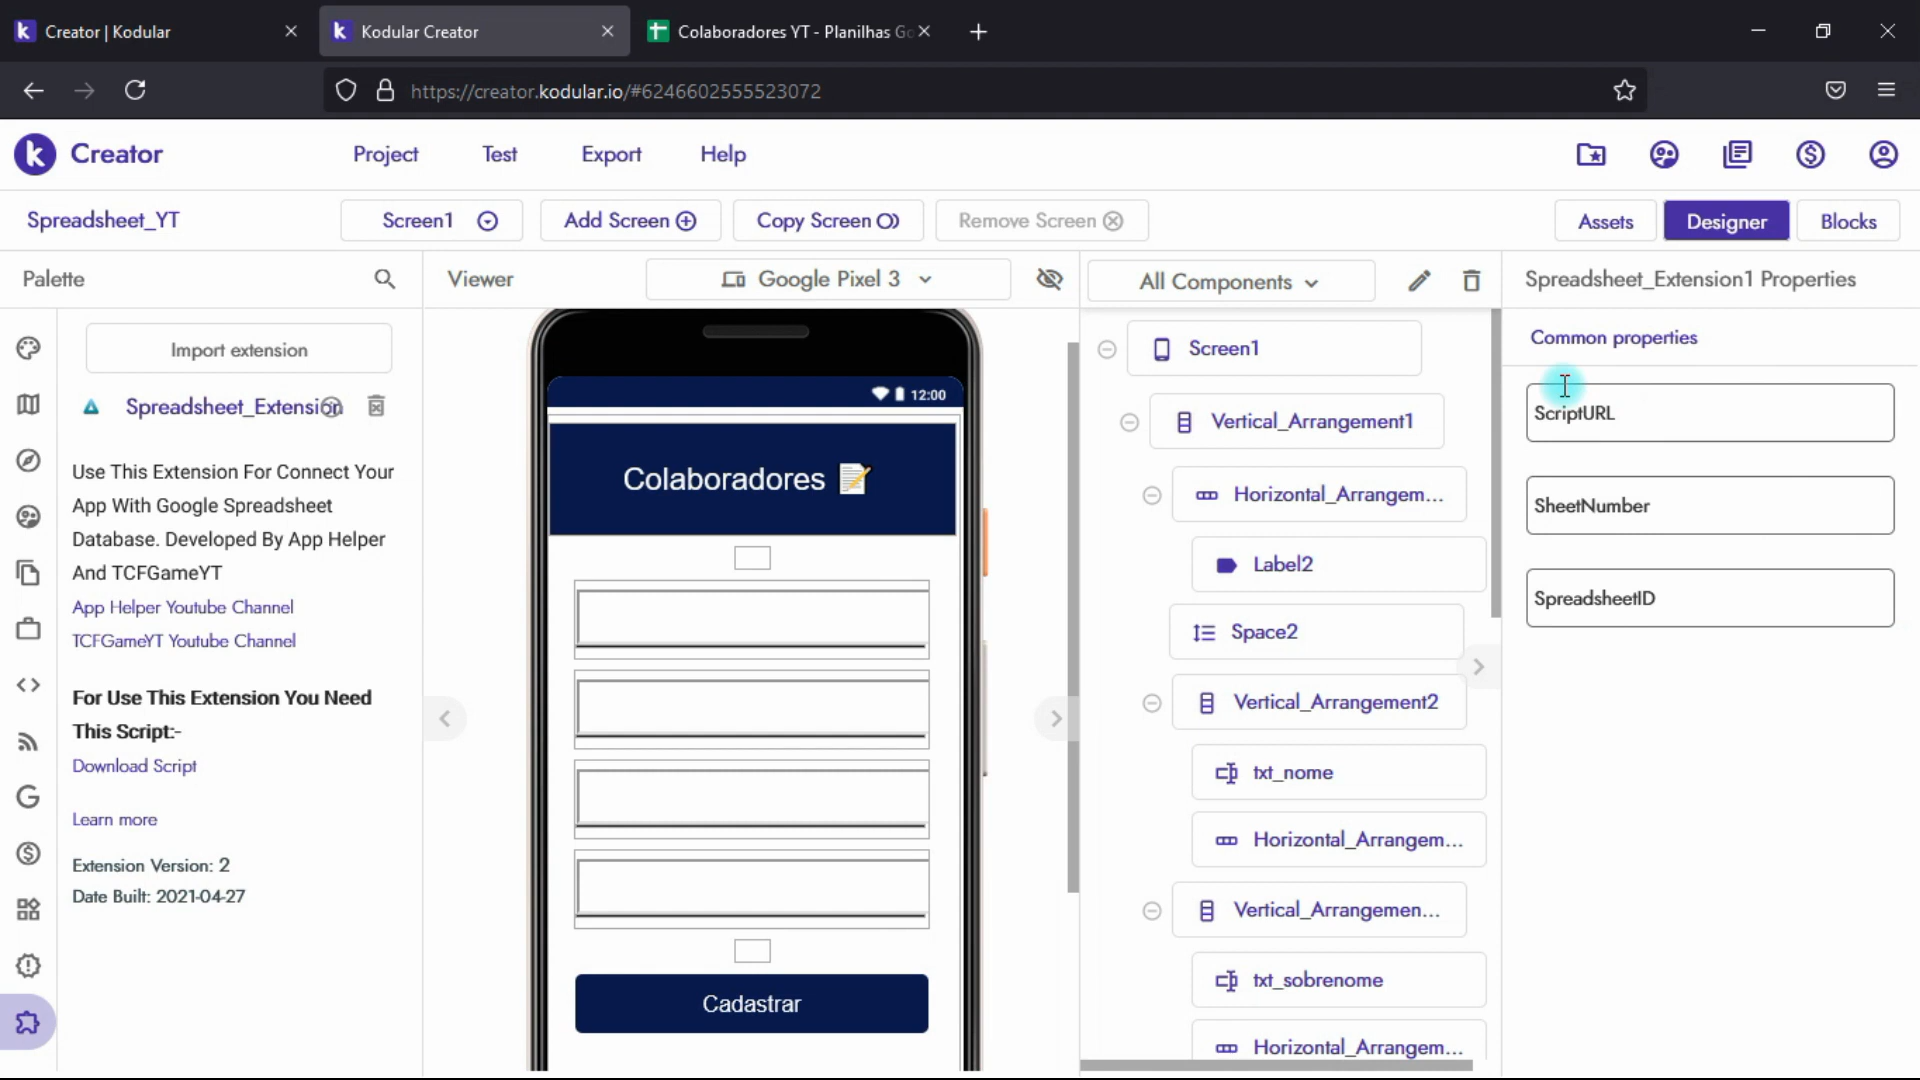 Creator | Kodular
Kodular Creator
Colaboradores YT - Planilhas Go
https://creator.kodular.io/#6246602555523072
Creator
Project
Test
Export
Help
Spreadsheet_YT
Screen1
Add Screen
Copy Screen
Remove Screen
Assets
Designer
Blocks
Palette
Viewer
Google Pixel 3
All Components
Spreadsheet_Extension1 Properties
Import extension
Spreadsheet_Extension
Use This Extension For Connect Your
App With Google Spreadsheet
Database. Developed By App Helper
And TCFGameYT
App Helper Youtube Channel
TCFGameYT Youtube Channel
For Use This Extension You Need
This Script:-
Download Script
Learn more
Extension Version: 2
Date Built: 2021-04-27
12:00
Colaboradores
Cadastrar
Screen1
Vertical_Arrangement1
Horizontal_Arrangem...
Label2
Space2
Vertical_Arrangement2
txt_nome
Horizontal_Arrangem...
Vertical_Arrangemen...
txt_sobrenome
Horizontal_Arrangem...
Common properties
ScriptURL
SheetNumber
SpreadsheetID